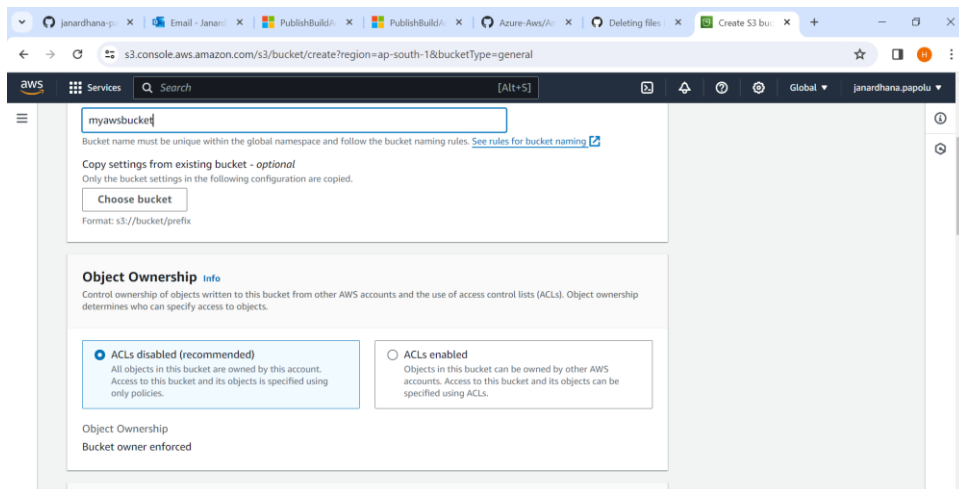 janardhana-pa
Email - Janard
PublishBuildAr
PublishBuildAr
Azure-Aws/Ar
Deleting files i
Create S3 buc
s3.console.aws.amazon.com/s3/bucket/create?region=ap-south-1&bucketType=general
H
aws
Services
Search
[Alt+S]
Global
janardhana.papolu
myawsbucket
Bucket name must be unique within the global namespace and follow the bucket naming rules. See rules for bucket naming
Copy settings from existing bucket - optional
Only the bucket settings in the following configuration are copied.
Choose bucket
Format: s3://bucket/prefix
Object Ownership Info
Control ownership of objects written to this bucket from other AWS accounts and the use of access control lists (ACLs). Object ownership
determines who can specify access to objects.
ACLs disabled (recommended)
All objects in this bucket are owned by this account.
Access to this bucket and its objects is specified using
only policies.
ACLs enabled
Objects in this bucket can be owned by other AWS
accounts. Access to this bucket and its objects can be
specified using ACLs.
Object Ownership
Bucket owner enforced